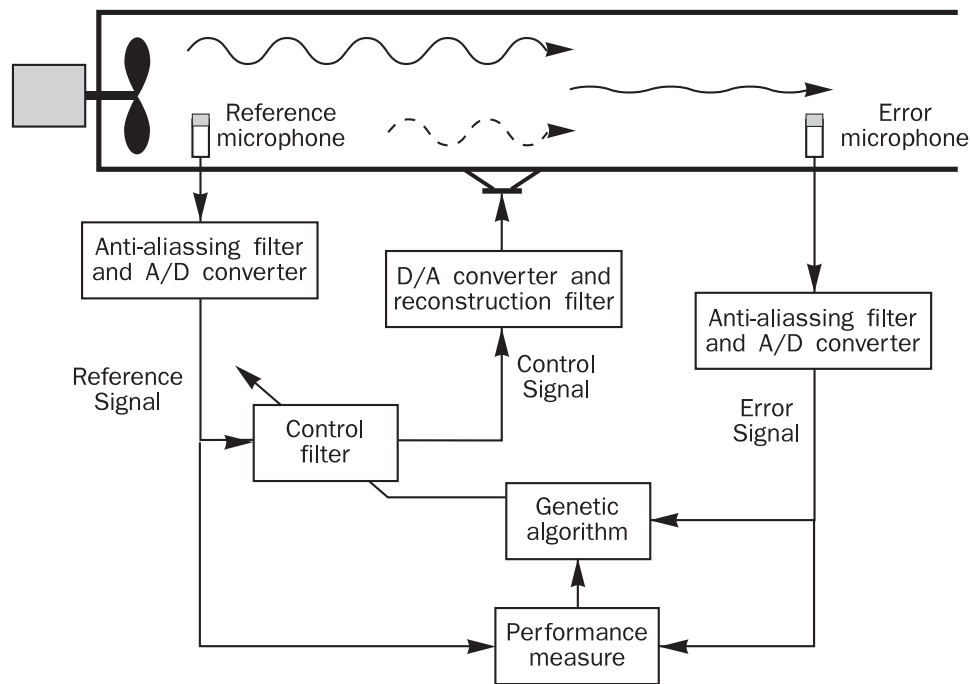 Reference
microphone
Error
microphone
Anti-aliassing filter
and A/D converter
D/A converter and
reconstruction filter
Anti-aliassing filter
and A/D converter
Reference
Signal
Control
Signal
Error
Signal
Control
filter
Genetic
algorithm
Performance
measure